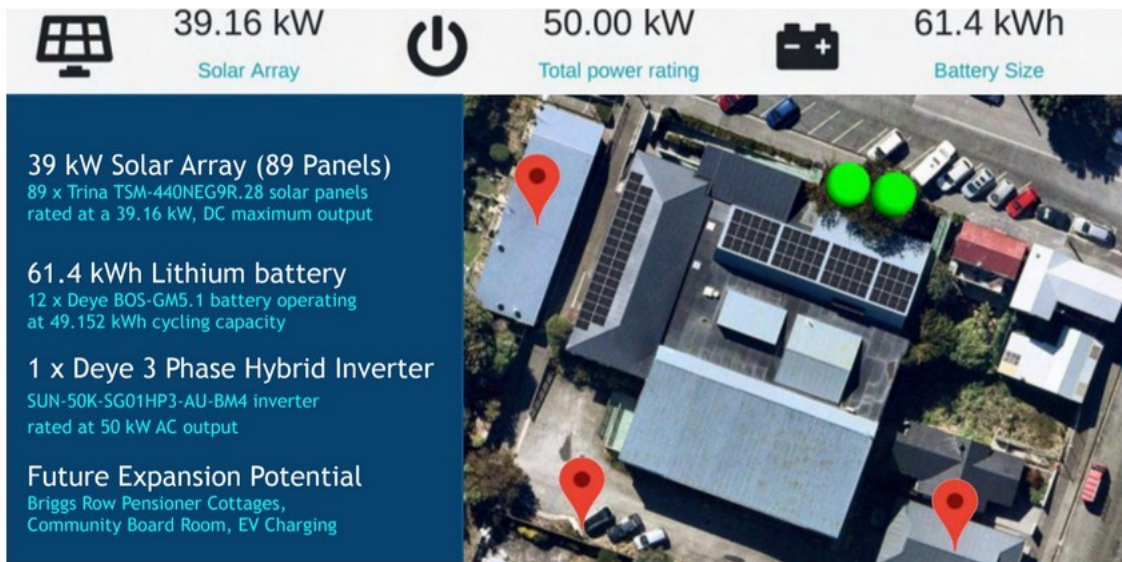 39.16 kW
Solar Array
50.00 kW
Total power rating
61.4 kWh
Battery Size
39 kW Solar Array (89 Panels)
89 x Trina TSM-440NEG9R.28 solar panels
rated at a 39.16 kW, DC maximum output
61.4 kWh Lithium battery
12 x Deye BOS-GM5.1 battery operating
at 49.152 kWh cycling capacity
1 x Deye 3 Phase Hybrid Inverter
SUN-50K-SG01HP3-AU-BM4 inverter
rated at 50 kW AC output
Future Expansion Potential
Briggs Row Pensioner Cottages,
Community Board Room, EV Charging